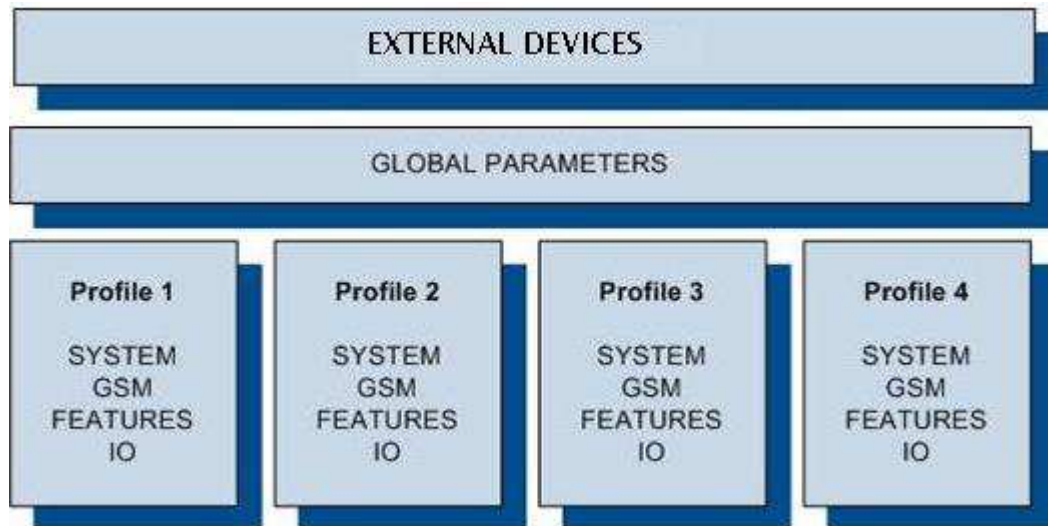 EXTERNAL DEVICES
GLOBAL PARAMETERS
Profile 1
SYSTEM
GSM
FEATURES
IO
Profile 2
SYSTEM
GSM
FEATURES
IO
Profile 3
SYSTEM
GSM
FEATURES
IO
Profile 4
SYSTEM
GSM
FEATURES
IO